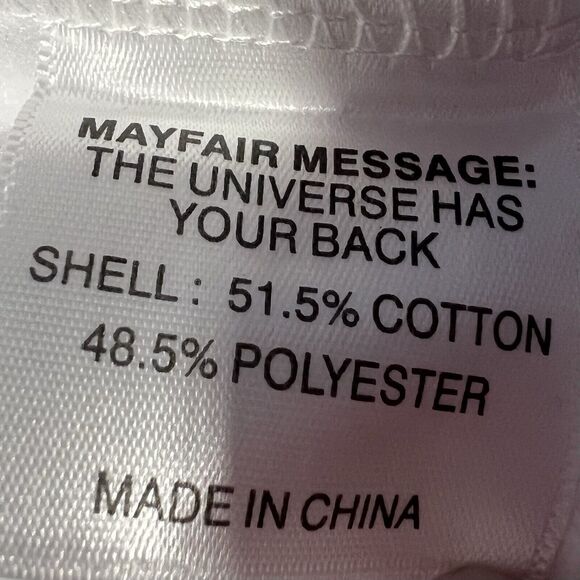 MAYFAIR MESSAGE:
THE UNIVERSE HAS
YOUR BACK
SHELL : 51.5% COTTON
48.5% POLYESTER
MADE IN CHINA